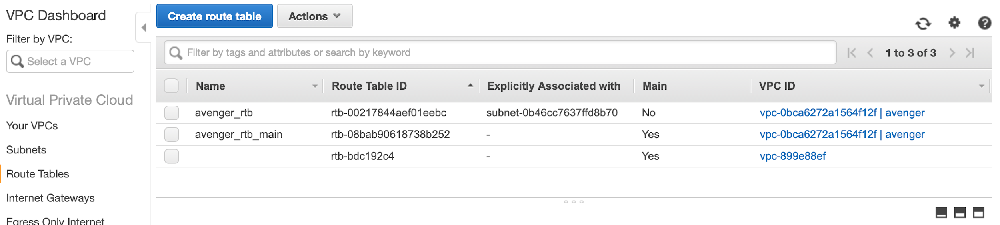 VPC Dashboard
Filter by VPC:
Select a VPC
Virtual Private Cloud
Your VPCs
Subnets
Route Tables
Internet Gateways
Egress Only Internet
Create route table Actions
Filter by tags and attributes or search by keyword 1 to 3 of 3
Name Route Table ID Explicitly Associated with Main VPC ID
avenger_rtb rtb-00217844aef01eebc subnet-0b46cc7637ffd8b70 No vpc-0bca6272a1564f12f | avenger
avenger_rtb_main rtb-08bab90618738b252 - Yes vpc-0bca6272a1564f12f | avenger
rtb-bdc192c4 - Yes vpc-899e88ef